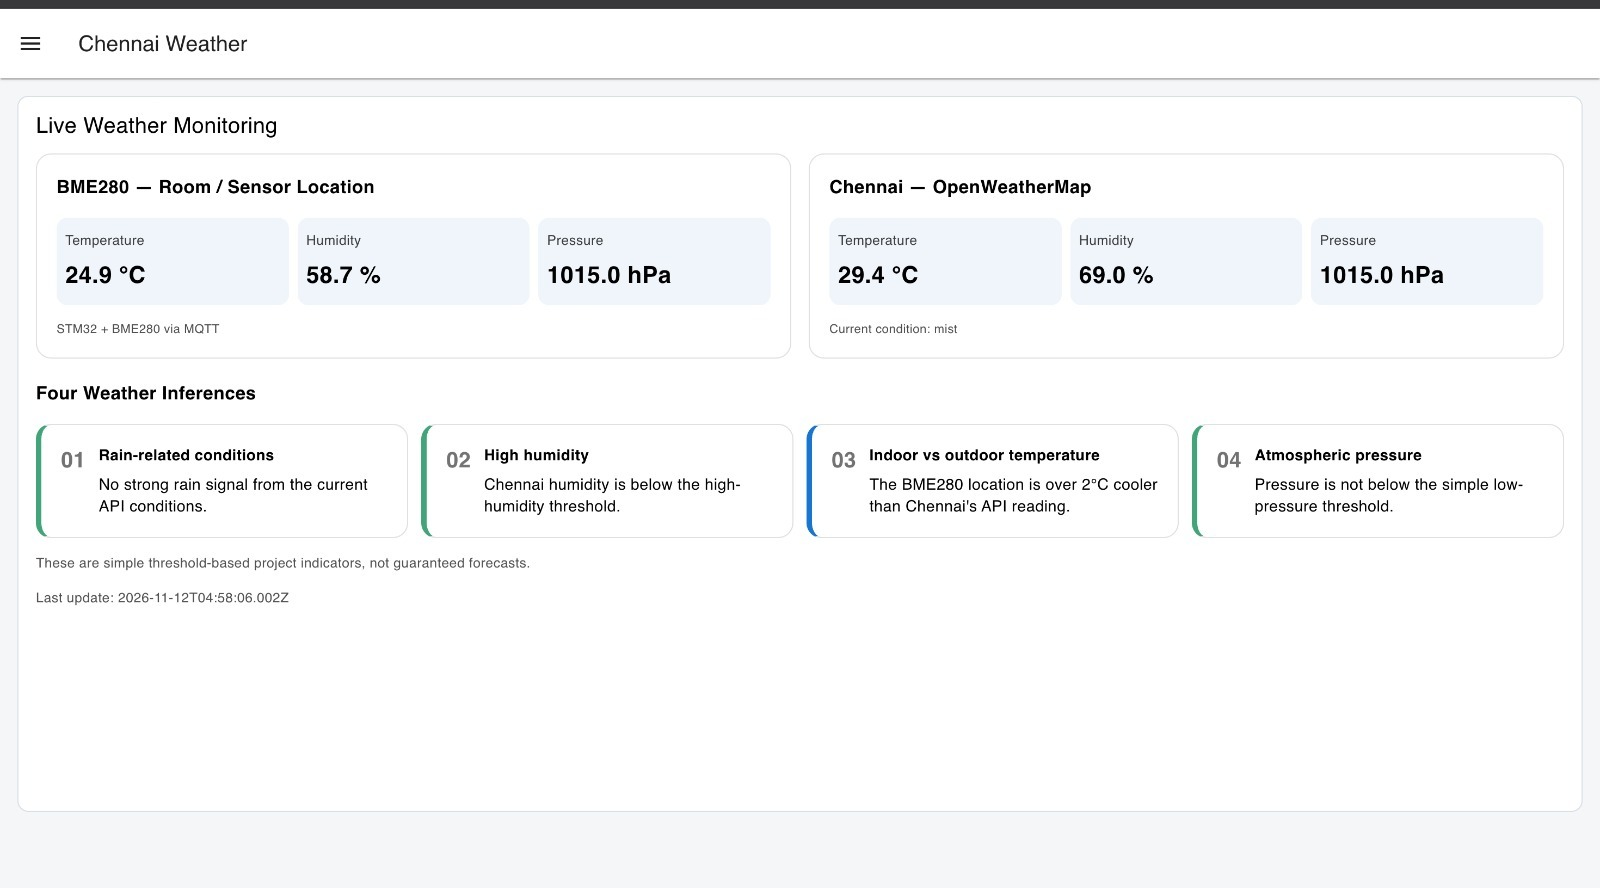 Chennai Weather
Live Weather Monitoring
BME280 — Room / Sensor Location
Temperature
24.9 °C
Humidity
58.7 %
Pressure
1015.0 hPa
STM32 + BME280 via MQTT
Chennai — OpenWeatherMap
Temperature
29.4 °C
Humidity
69.0 %
Pressure
1015.0 hPa
Current condition: mist
Four Weather Inferences
01
Rain-related conditions
No strong rain signal from the current
API conditions.
02
High humidity
Chennai humidity is below the high-
humidity threshold.
03
Indoor vs outdoor temperature
The BME280 location is over 2°C cooler
than Chennai's API reading.
04
Atmospheric pressure
Pressure is not below the simple low-
pressure threshold.
These are simple threshold-based project indicators, not guaranteed forecasts.
Last update: 2026-11-12T04:58:06.002Z